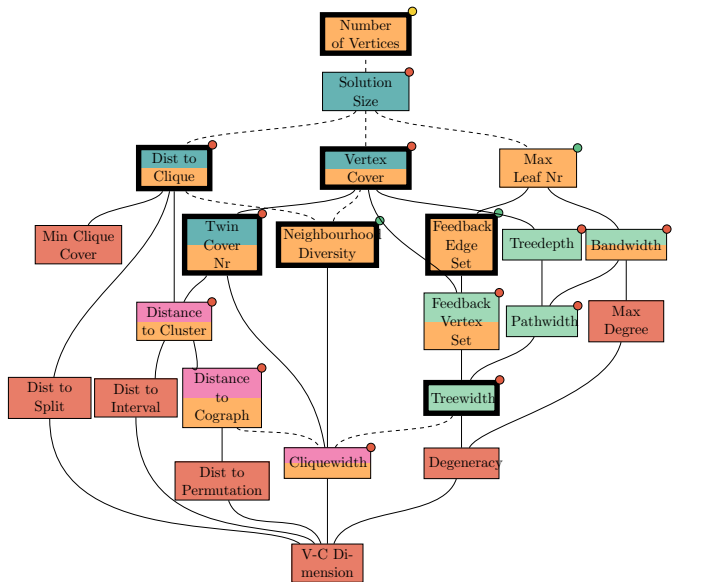 Number
of Vertices
Solution
Size
Dist to
Clique
Vertex
Cover
Max
Leaf Nr
Min Clique
Cover
Twin
Cover
Nr
Neighbourhood
Diversity
Feedback
Edge
Set
Treedepth
Bandwidth
Distance
to Cluster
Feedback
Vertex
Set
Pathwidth
Max
Degree
Dist to
Split
Dist to
Interval
Distance
to
Cograph
Treewidth
Cliquewidth
Degeneracy
Dist to
Permutation
V-C Di-
mension